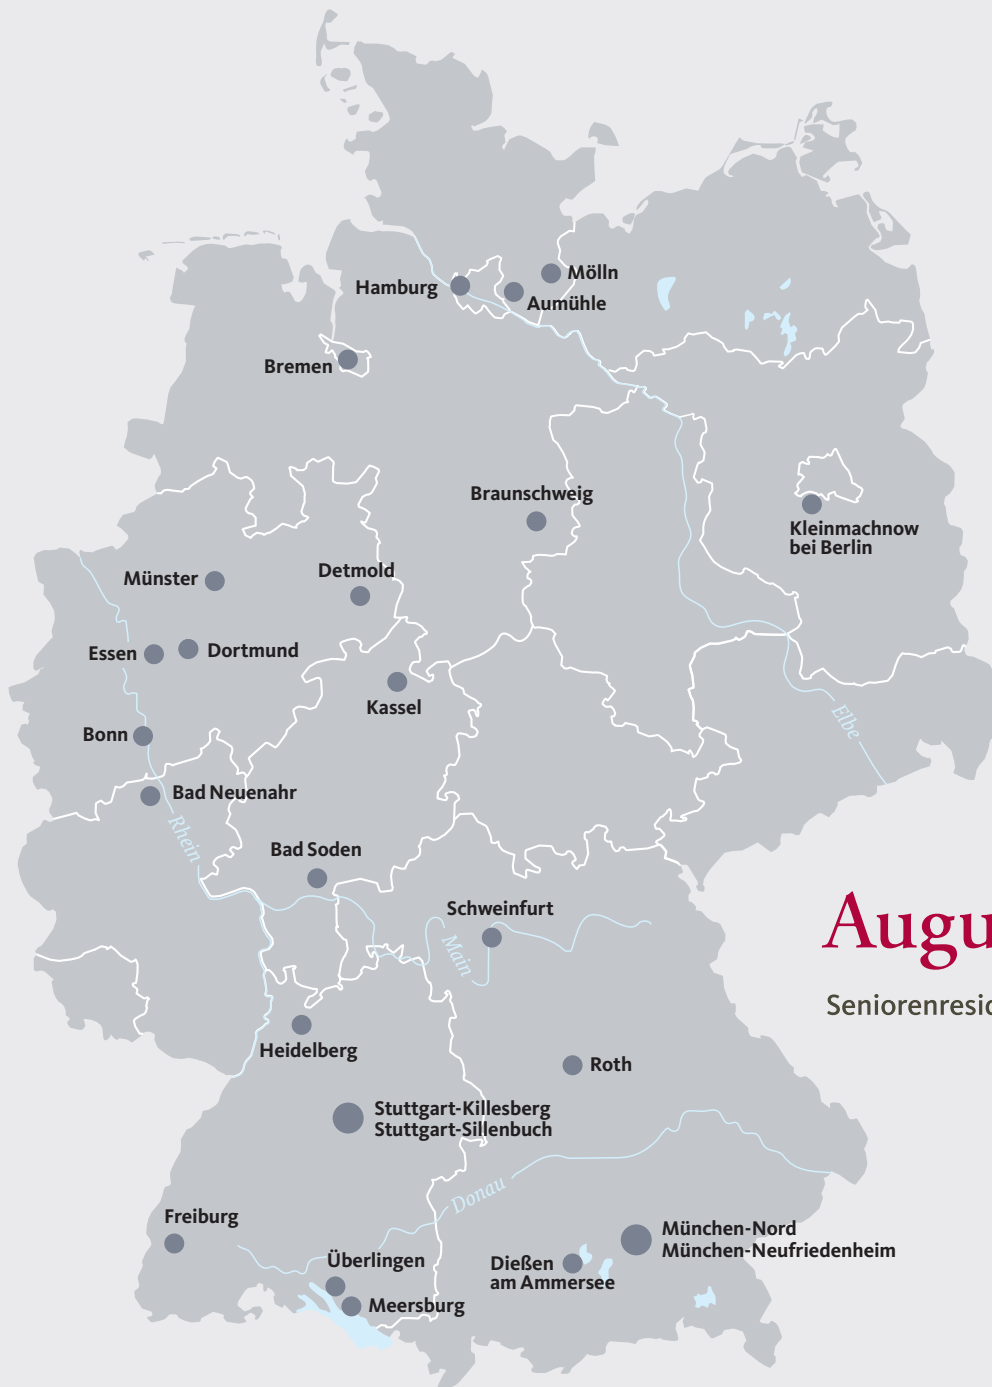 Mölln
Hamburg
Aumühle
Bremen
Braunschweig
Kleinmachnow
bei Berlin
Detmold
Münster
Essen
Dortmund
Kassel
Elbe
Bonn
Bad Neuenahr
Rhein
Bad Soden
Schweinfurt
Augu
Main
Seniorenresid
Heidelberg
Roth
Stuttgart-Killesberg
Stuttgart-Sillenbuch
Donau
Freiburg
München-Nord
München-Neufriedenheim
Überlingen
Dießen
am Ammersee
Meersburg